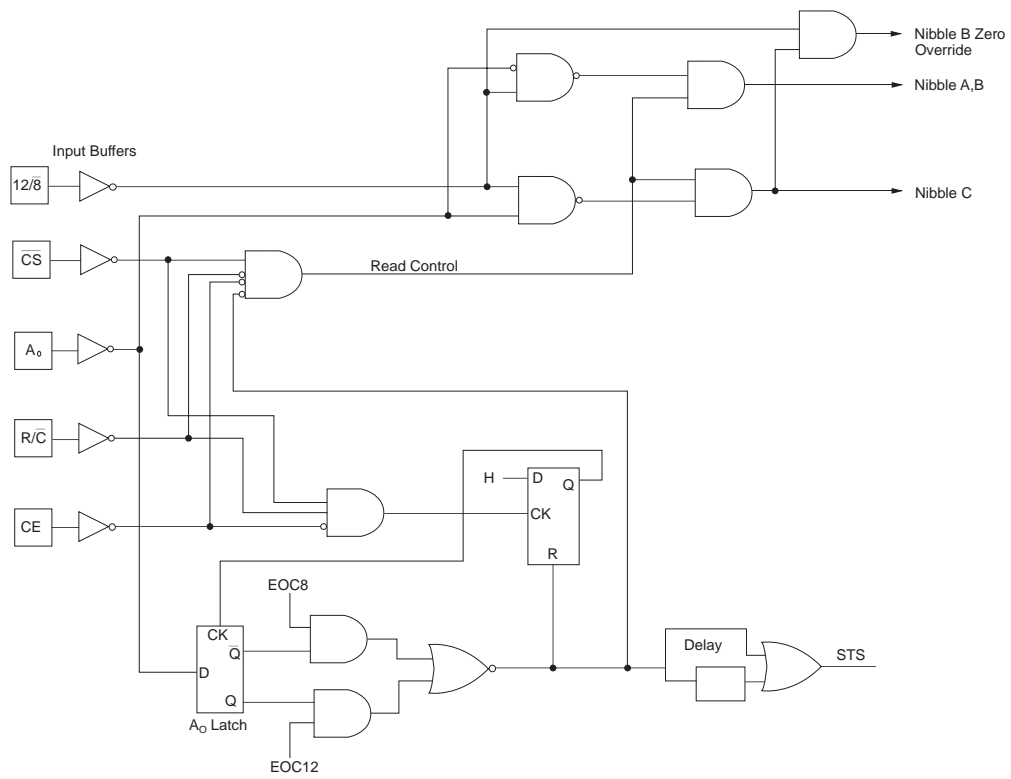 Nibble B Zero
Override
Nibble A,B
Input Buffers
12/8̅
Nibble C
C̅S̅
Read Control
A₀
R/C̅
H
D
Q
CK
CE
R
EOC8
CK
Q̅
Delay
D
STS
Q
A₀ Latch
EOC12